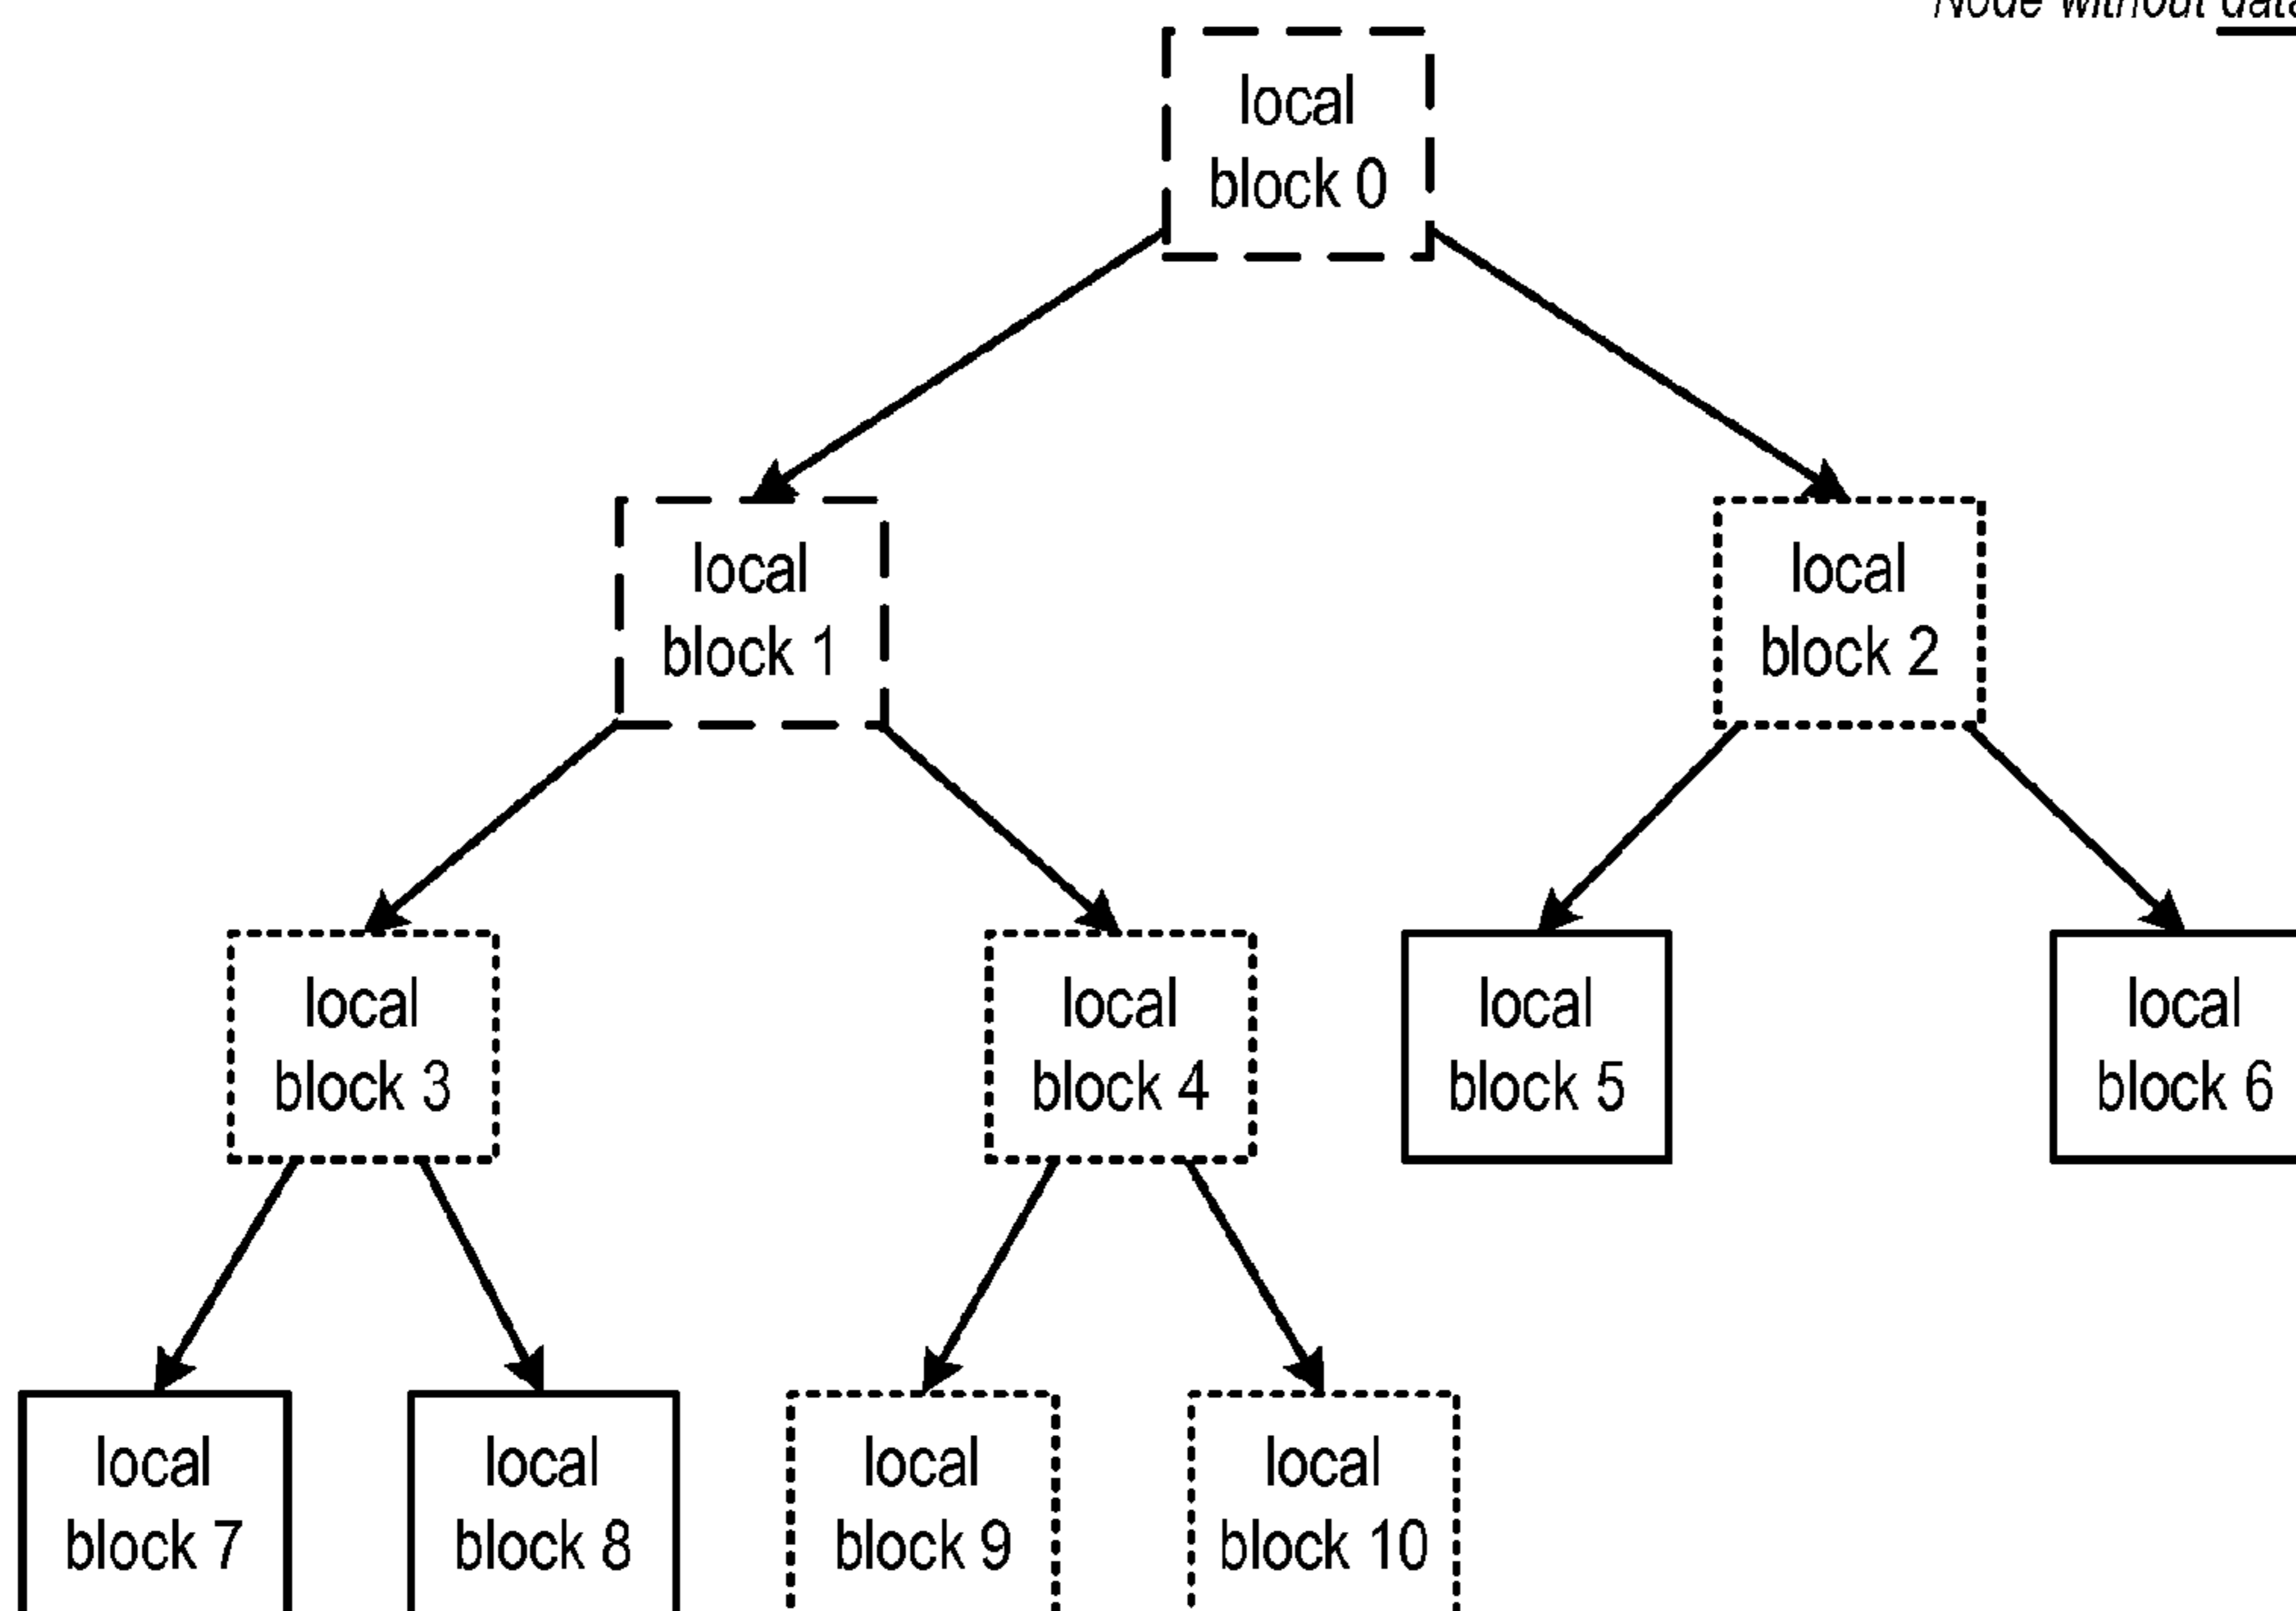 Node without data
local
block 0
local
block 1
local
block 2
local
block 3
local
block 4
local
block 5
local
block 6
local
block 7
local
block 8
local
block 9
local
block 10